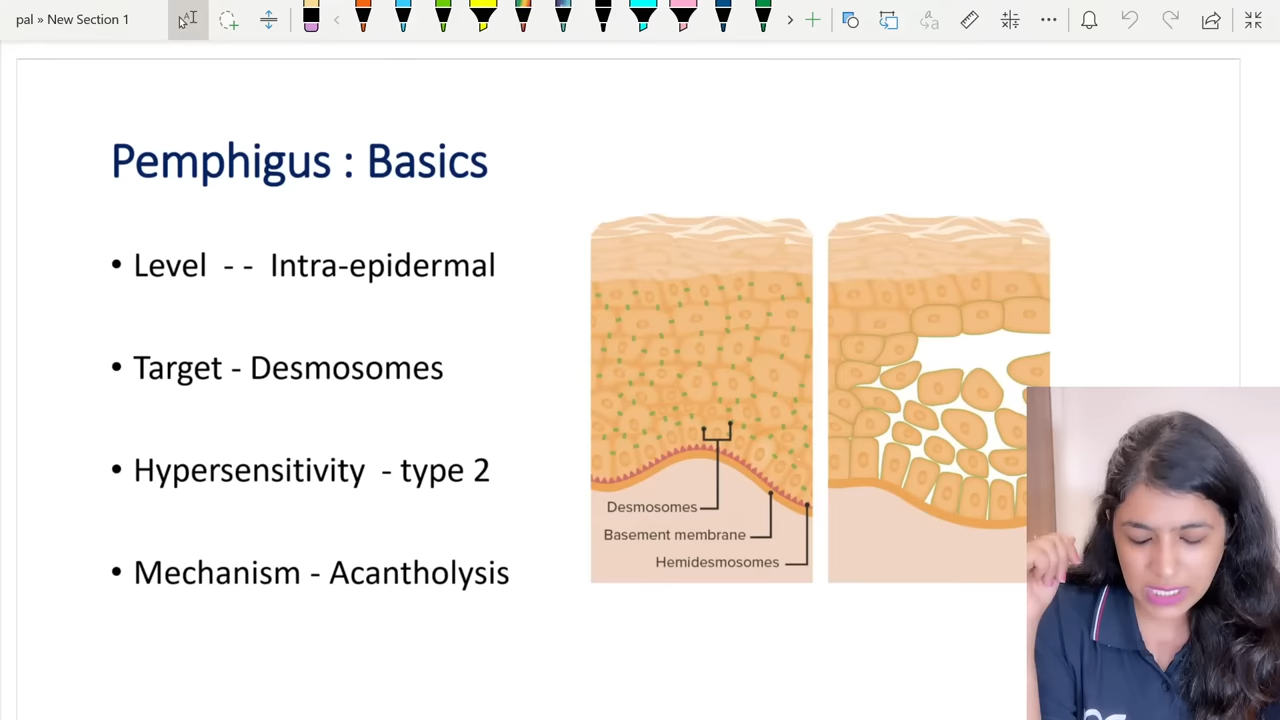 pal » New Section 1
Pemphigus : Basics
• Level - - Intra-epidermal
• Target - Desmosomes
• Hypersensitivity - type 2
• Mechanism - Acantholysis
Desmosomes
Basement membrane
Hemidesmosomes